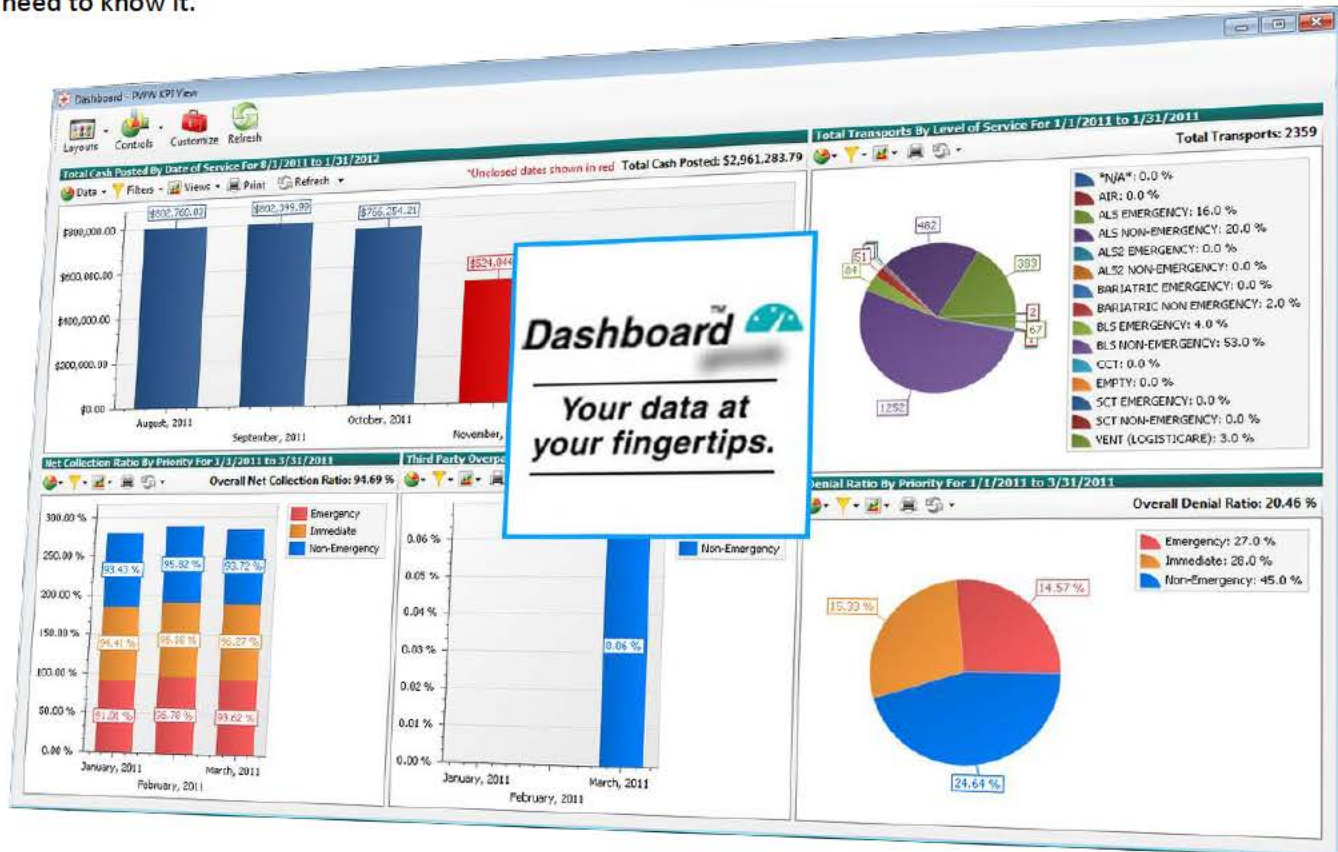 need to know it.
Dashboard - PWW KPI View
Layouts Controls Customize Refresh
Total Cash Posted By Date of Service For 8/1/2011 to 1/31/2012
*Unclosed dates shown in red Total Cash Posted: $2,961,283.79
Data Filters Views Print Refresh
$802,760.03 $802,399.99 $766,254.21
$800,000.00
$600,000.00
$400,000.00
$200,000.00
$0.00
August, 2011 September, 2011 October, 2011 November,
Total Transports By Level of Service For 1/1/2011 to 1/31/2011
Total Transports: 2359
482
383
51
84
2
67
1252
*N/A*: 0.0 %
AIR: 0.0 %
ALS EMERGENCY: 16.0 %
ALS NON-EMERGENCY: 20.0 %
ALS2 EMERGENCY: 0.0 %
ALS2 NON-EMERGENCY: 0.0 %
BARIATRIC EMERGENCY: 0.0 %
BARIATRIC NON EMERGENCY: 2.0 %
BLS EMERGENCY: 4.0 %
BLS NON-EMERGENCY: 53.0 %
CCT: 0.0 %
EMPTY: 0.0 %
SCT EMERGENCY: 0.0 %
SCT NON-EMERGENCY: 0.0 %
VENT (LOGISTICARE): 3.0 %
Dashboard™
Your data at
your fingertips.
Net Collection Ratio By Priority For 1/1/2011 to 3/31/2011
Overall Net Collection Ratio: 94.69 %
Emergency
Immediate
Non-Emergency
300.00 %
250.00 %
200.00 %
150.00 %
100.00 %
50.00 %
0.00 %
93.43 % 95.82 % 93.72 %
94.41 % 95.18 % 96.27 %
95.78 % 93.62 %
January, 2011 February, 2011 March, 2011
Third Party
Non-Emergency
0.06 %
0.05 %
0.04 %
0.03 %
0.02 %
0.01 %
0.00 %
0.06 %
January, 2011 February, 2011 March, 2011
Denial Ratio By Priority For 1/1/2011 to 3/31/2011
Overall Denial Ratio: 20.46 %
Emergency: 27.0 %
Immediate: 28.0 %
Non-Emergency: 45.0 %
14.57 %
15.33 %
24.64 %